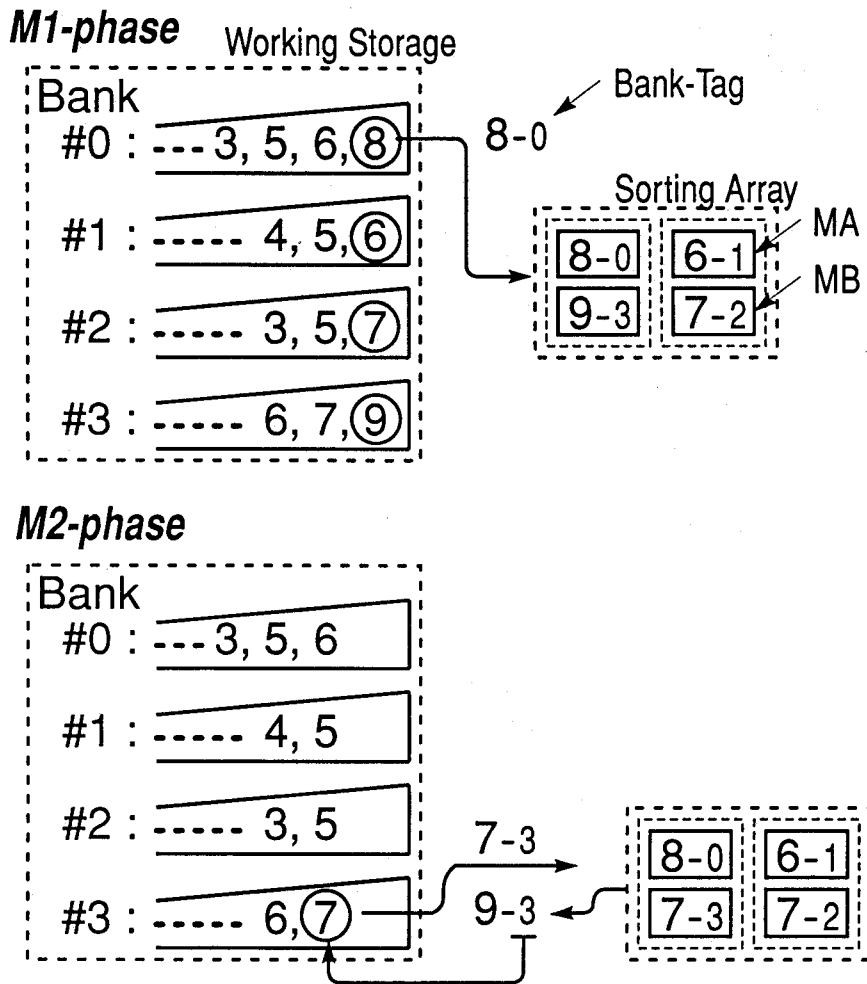 M1-phase
Working Storage
Bank
#0 : --- 3, 5, 6, 8
#1 : ----- 4, 5, 6
#2 : ----- 3, 5, 7
#3 : ----- 6, 7, 9
8-0
Bank-Tag
Sorting Array
8-0 6-1
9-3 7-2
MA
MB
M2-phase
Bank
#0 : --- 3, 5, 6
#1 : ----- 4, 5
#2 : ----- 3, 5
#3 : ----- 6, 7
7-3
9-3
8-0 6-1
7-3 7-2